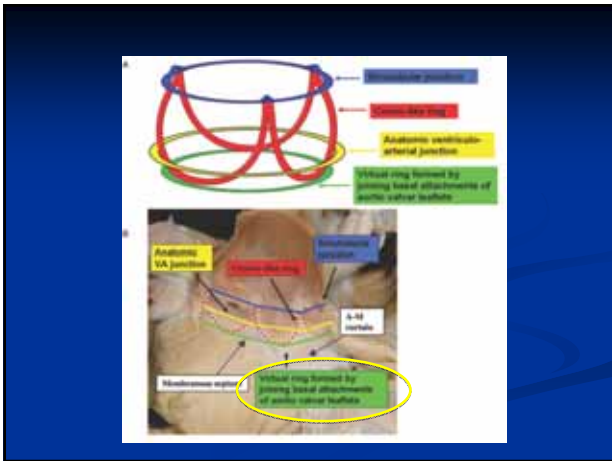 A
Sinotubular junction
Crown-like ring
Anatomic ventriculo-
arterial junction
Virtual ring formed by
joining basal attachments of
aortic valvar leaflets
B
Anatomic
VA junction
Crown-like ring
Sinotubular
junction
A-M
curtain
Membranous septum
Virtual ring formed by
joining basal attachments
of aortic valvar leaflets